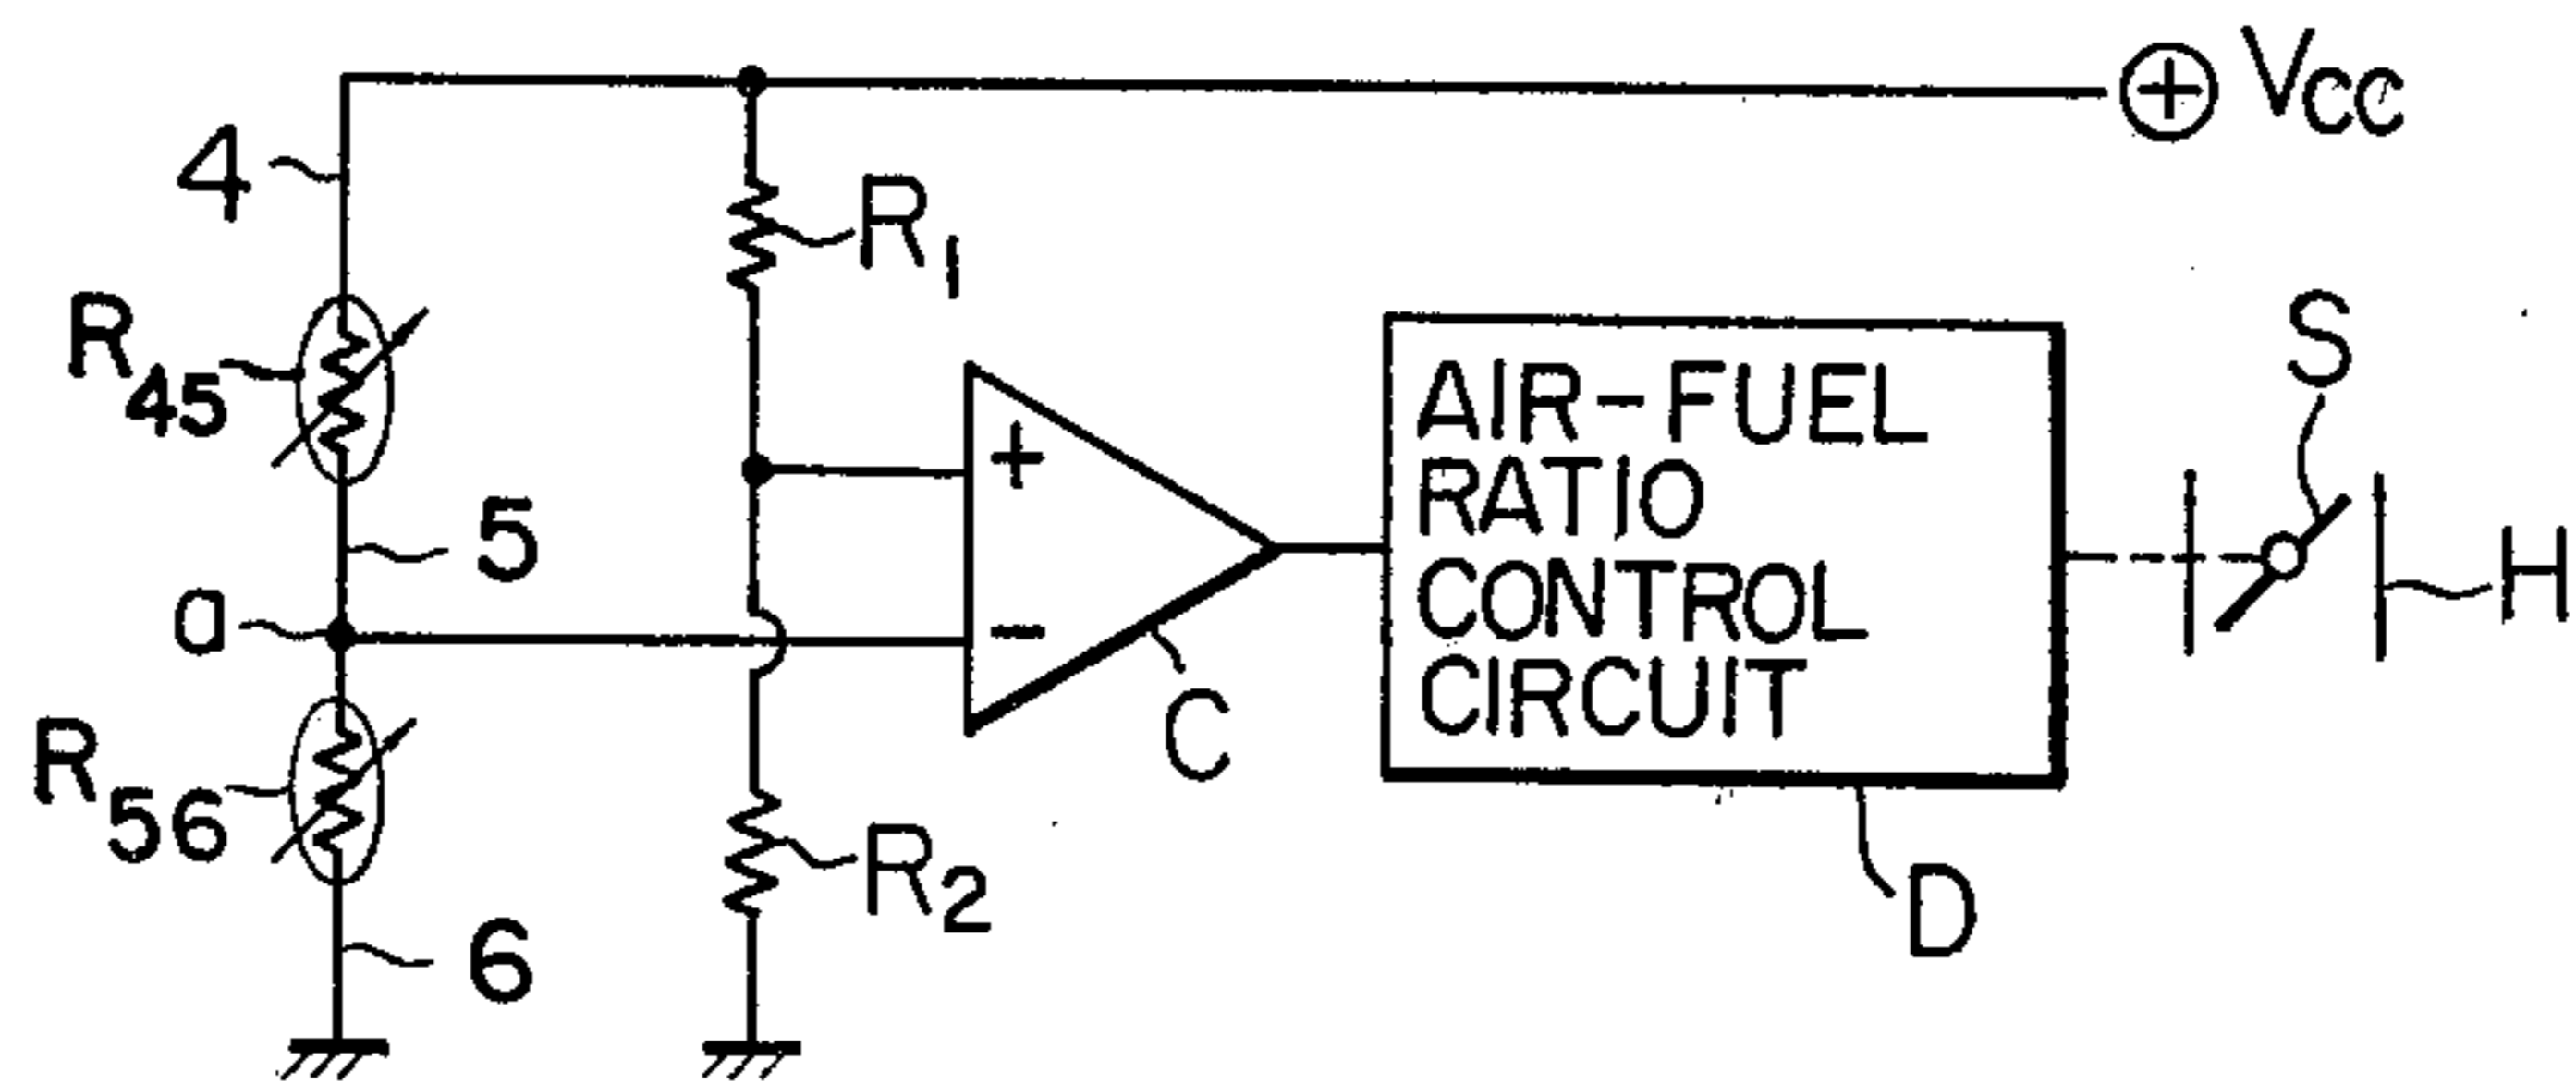 ⊕ Vcc
4
R1
R45
5
a
R56
6
R2
+
-
C
AIR-FUEL
RATIO
CONTROL
CIRCUIT
D
S
H